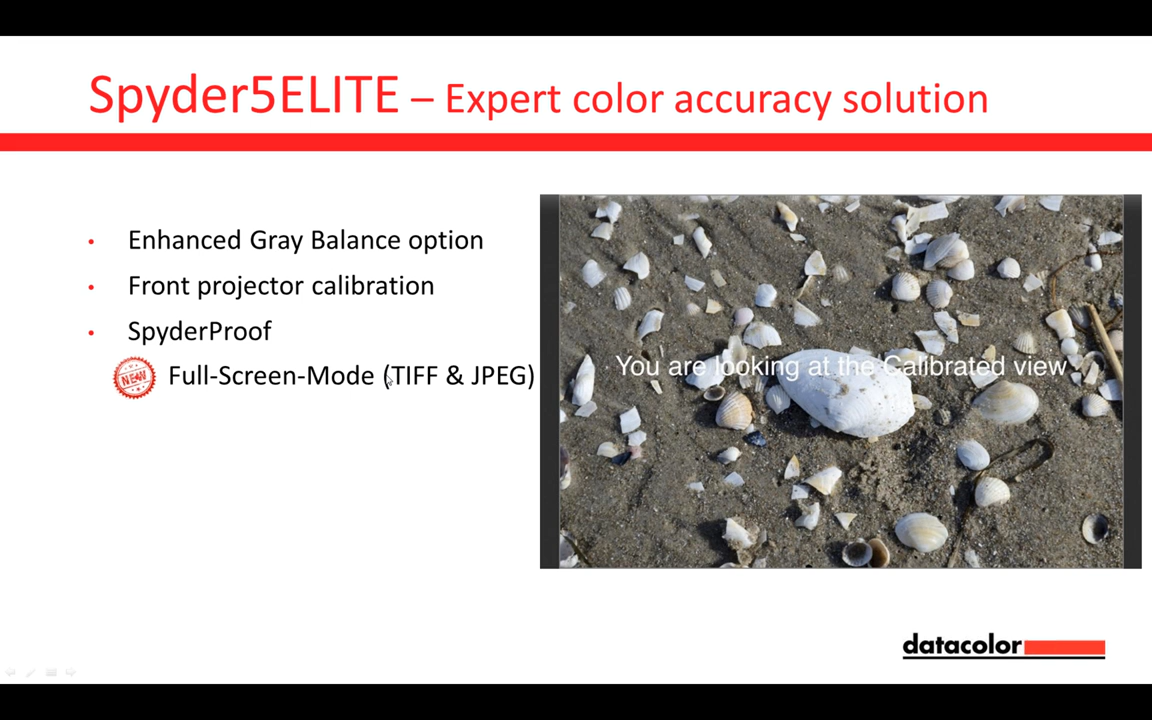 Spyder5ELITE – Expert color accuracy solution
• Enhanced Gray Balance option
• Front projector calibration
• SpyderProof
NEW Full-Screen-Mode (TIFF & JPEG)
You are looking at the Calibrated view
datacolor